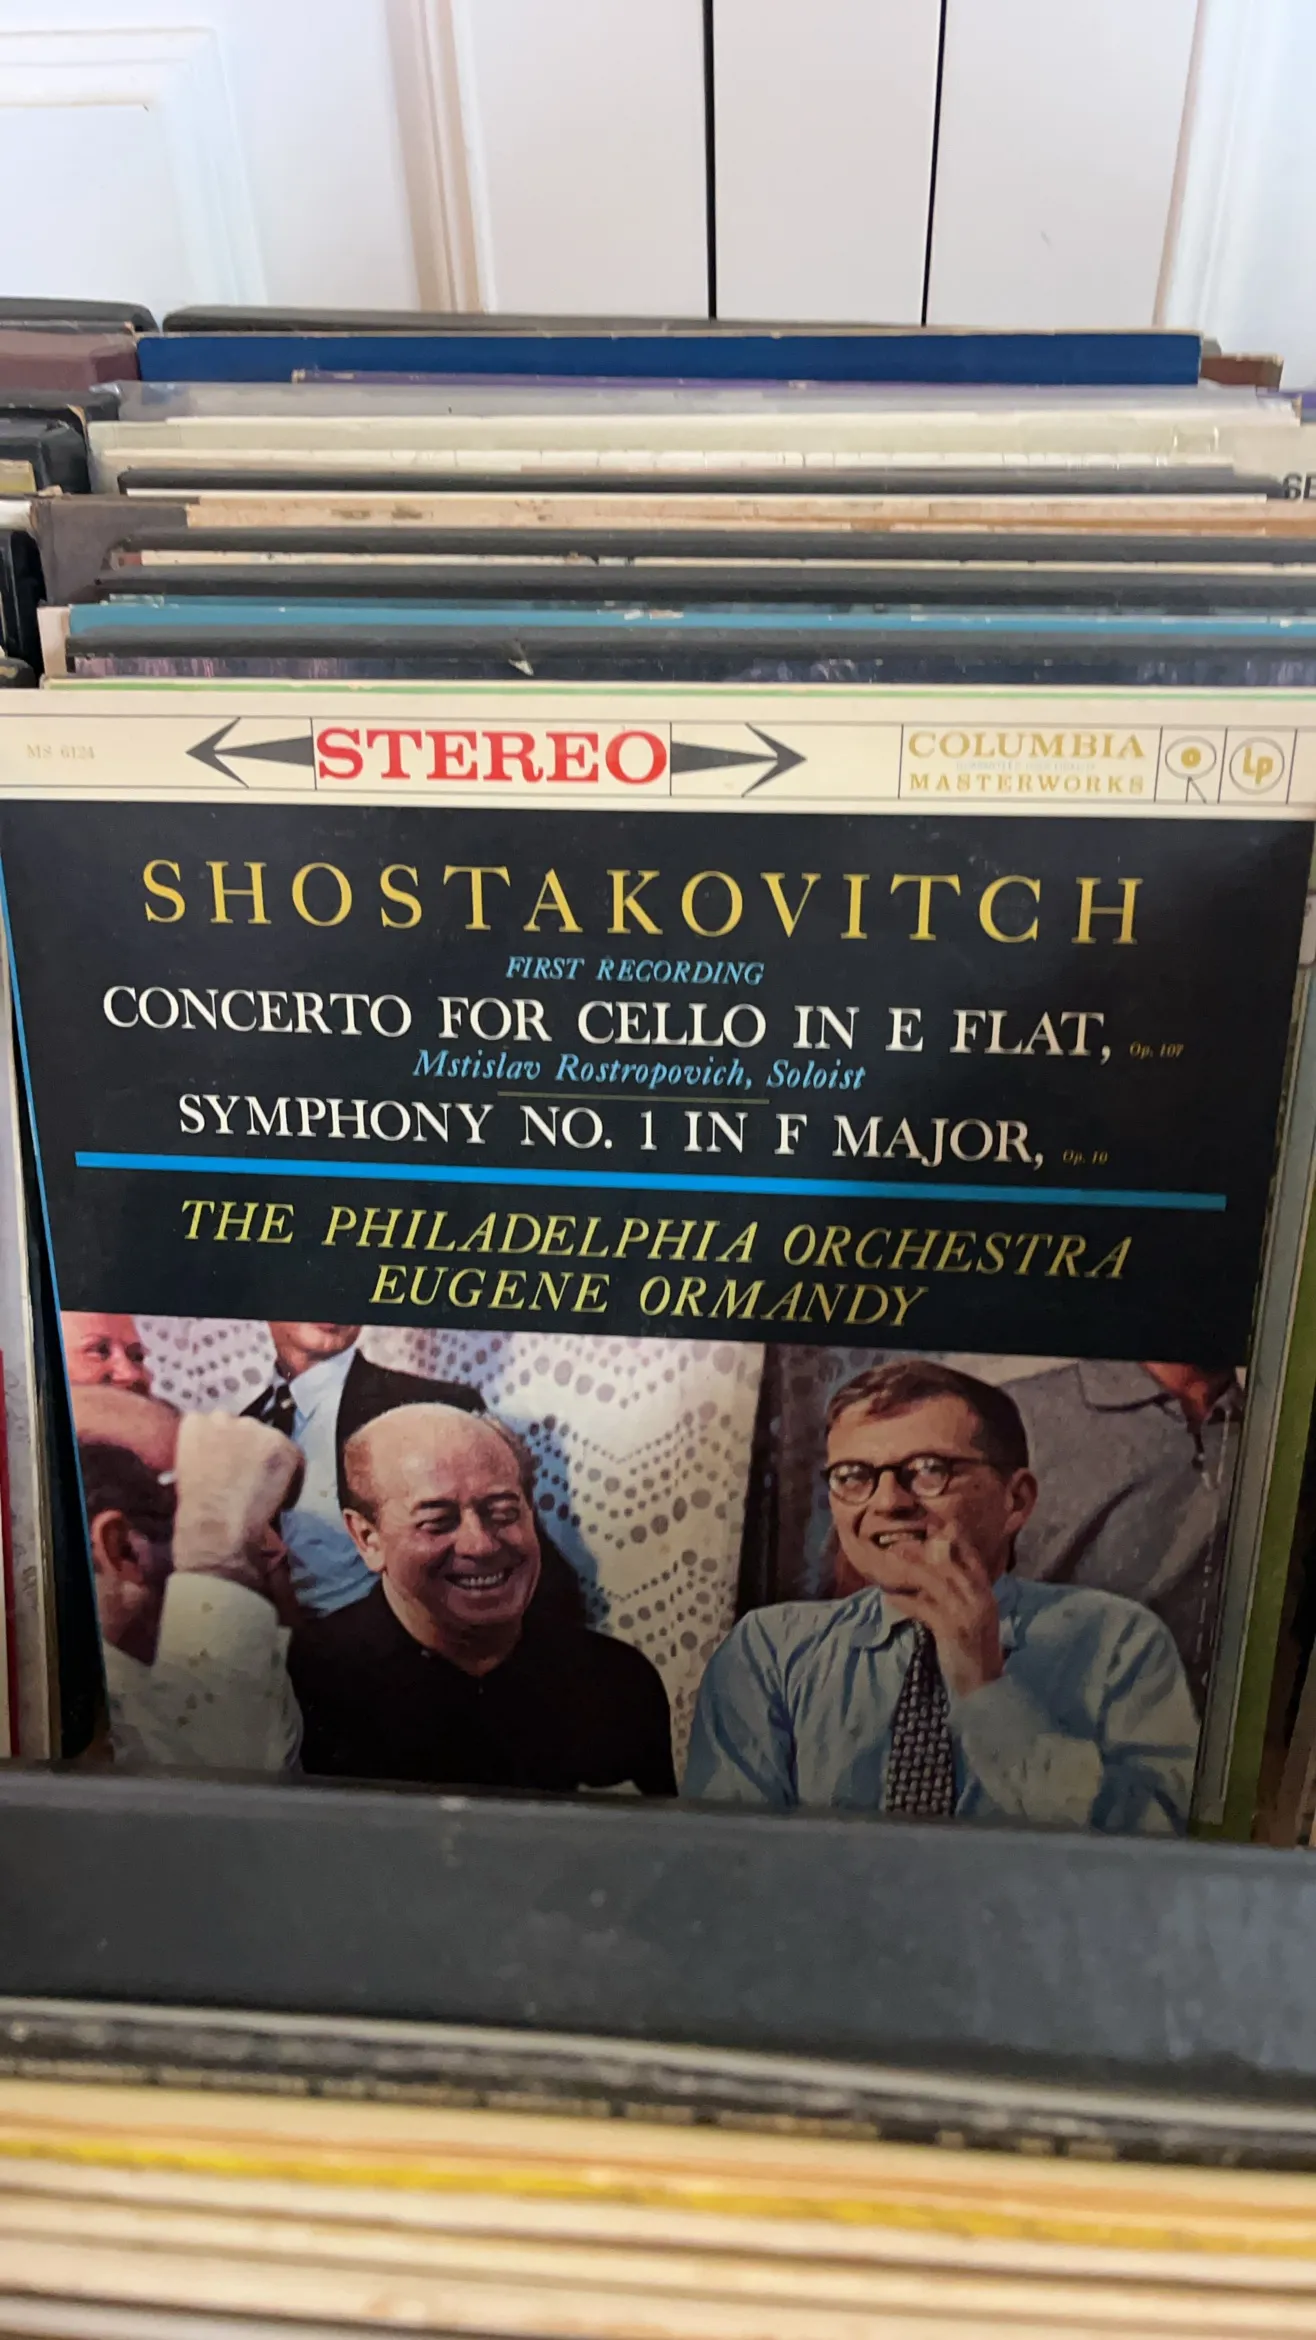 MS 6124
STEREO
COLUMBIA
MASTERWORKS
Lp
SHOSTAKOVITCH
FIRST RECORDING
CONCERTO FOR CELLO IN E FLAT, Op. 107
Mstislav Rostropovich, Soloist
SYMPHONY NO. 1 IN F MAJOR, Op. 10
THE PHILADELPHIA ORCHESTRA
EUGENE ORMANDY